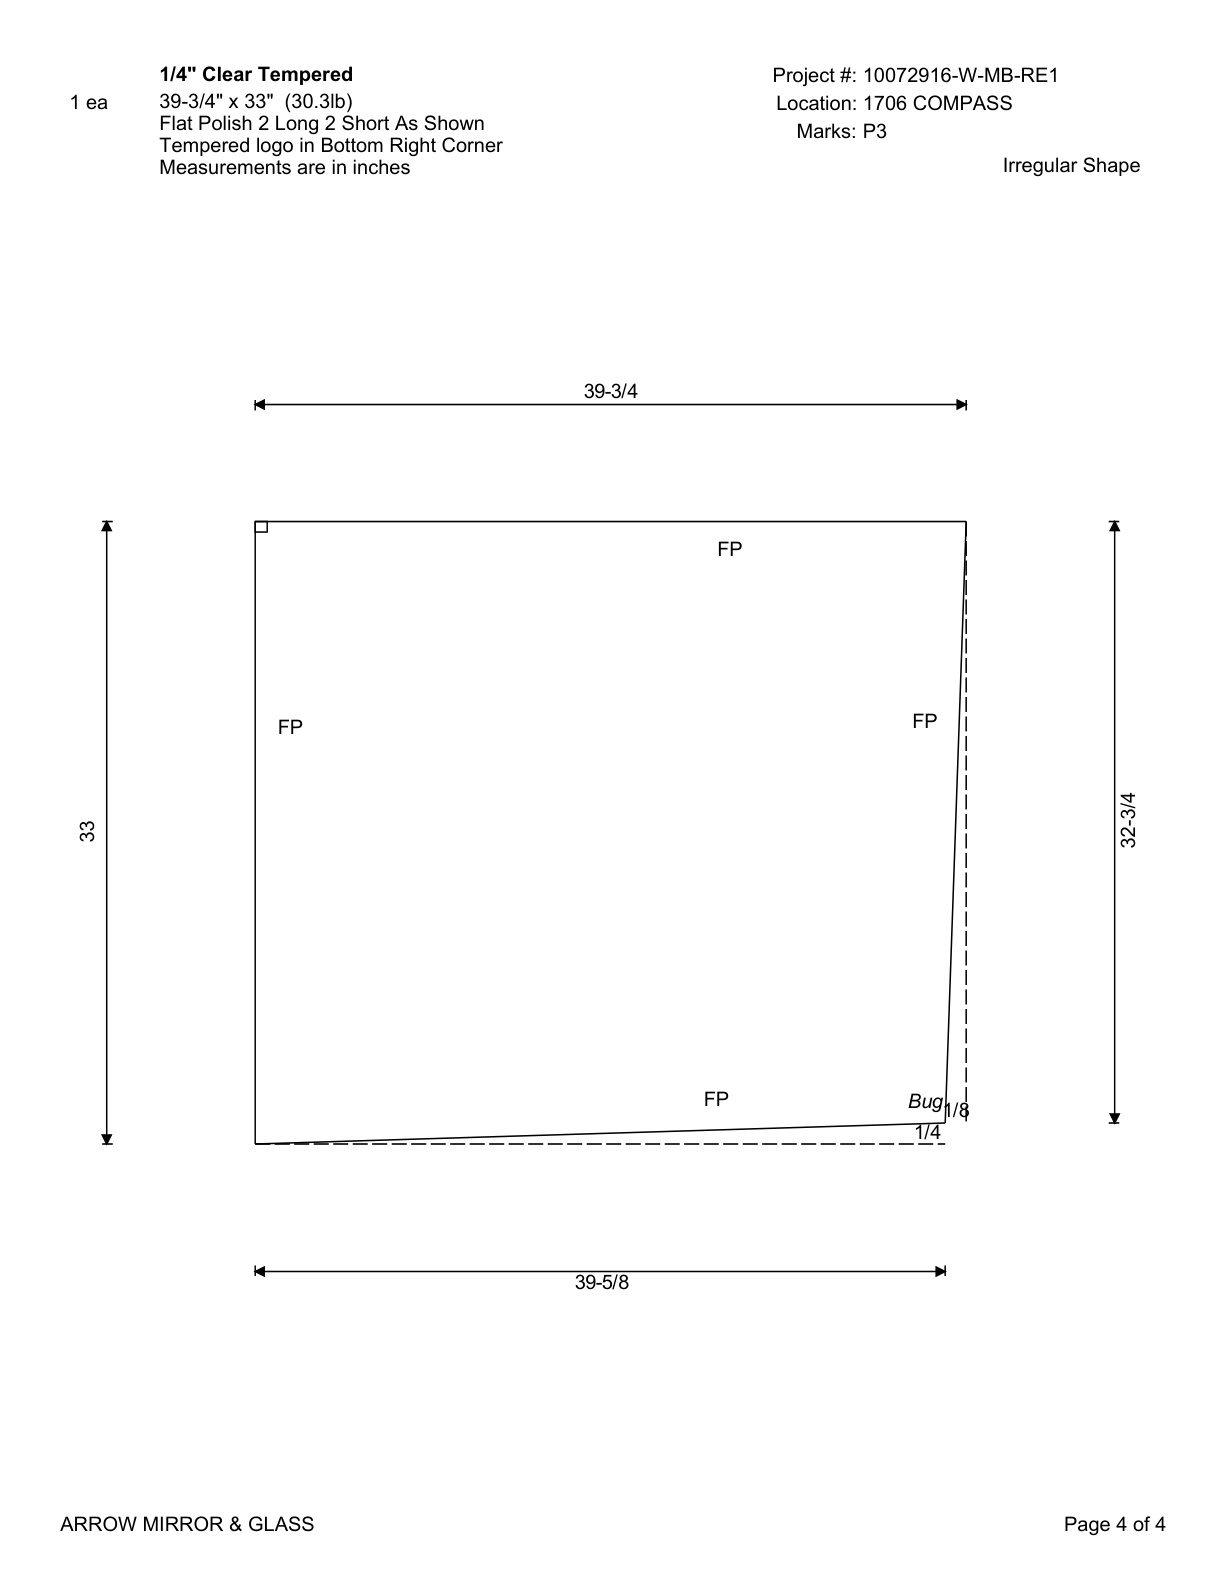 1/4" Clear Tempered
1 ea
39-3/4" x 33" (30.3lb)
Flat Polish 2 Long 2 Short As Shown
Tempered logo in Bottom Right Corner
Measurements are in inches
Project #: 10072916-W-MB-RE1
Location: 1706 COMPASS
Marks: P3
Irregular Shape
39-3/4
FP
FP
FP
33
32-3/4
FP
Bug
1/8
1/4
39-5/8
ARROW MIRROR & GLASS
Page 4 of 4